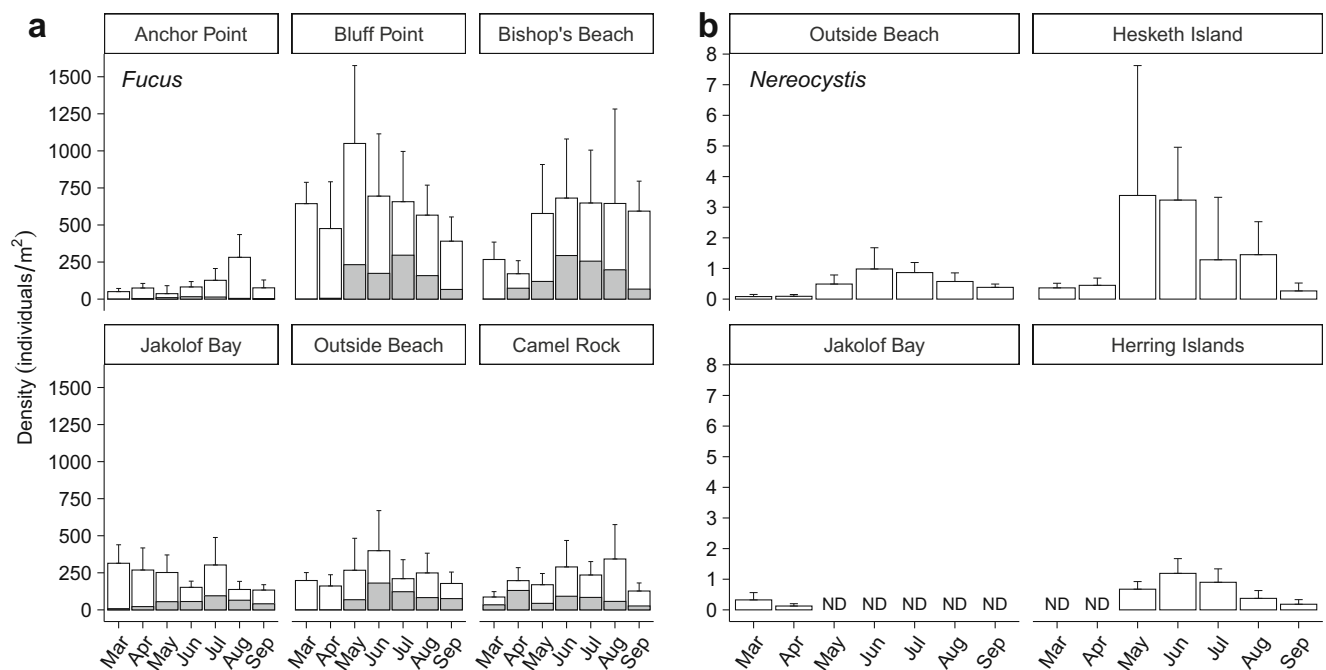 a
Anchor Point Bluff Point Bishop's Beach
Fucus
1500
1250
1000
750
500
250
0
Jakolof Bay Outside Beach Camel Rock
1500
1250
1000
750
500
250
0
Mar Apr May Jun Jul Aug Sep Mar Apr May Jun Jul Aug Sep Mar Apr May Jun Jul Aug Sep
Density (individuals/m²)
b
Outside Beach Hesketh Island
Nereocystis
8
7
6
5
4
3
2
1
0
Jakolof Bay Herring Islands
8
7
6
5
4
3
2
1
0
ND ND ND ND ND ND ND
Mar Apr May Jun Jul Aug Sep Mar Apr May Jun Jul Aug Sep